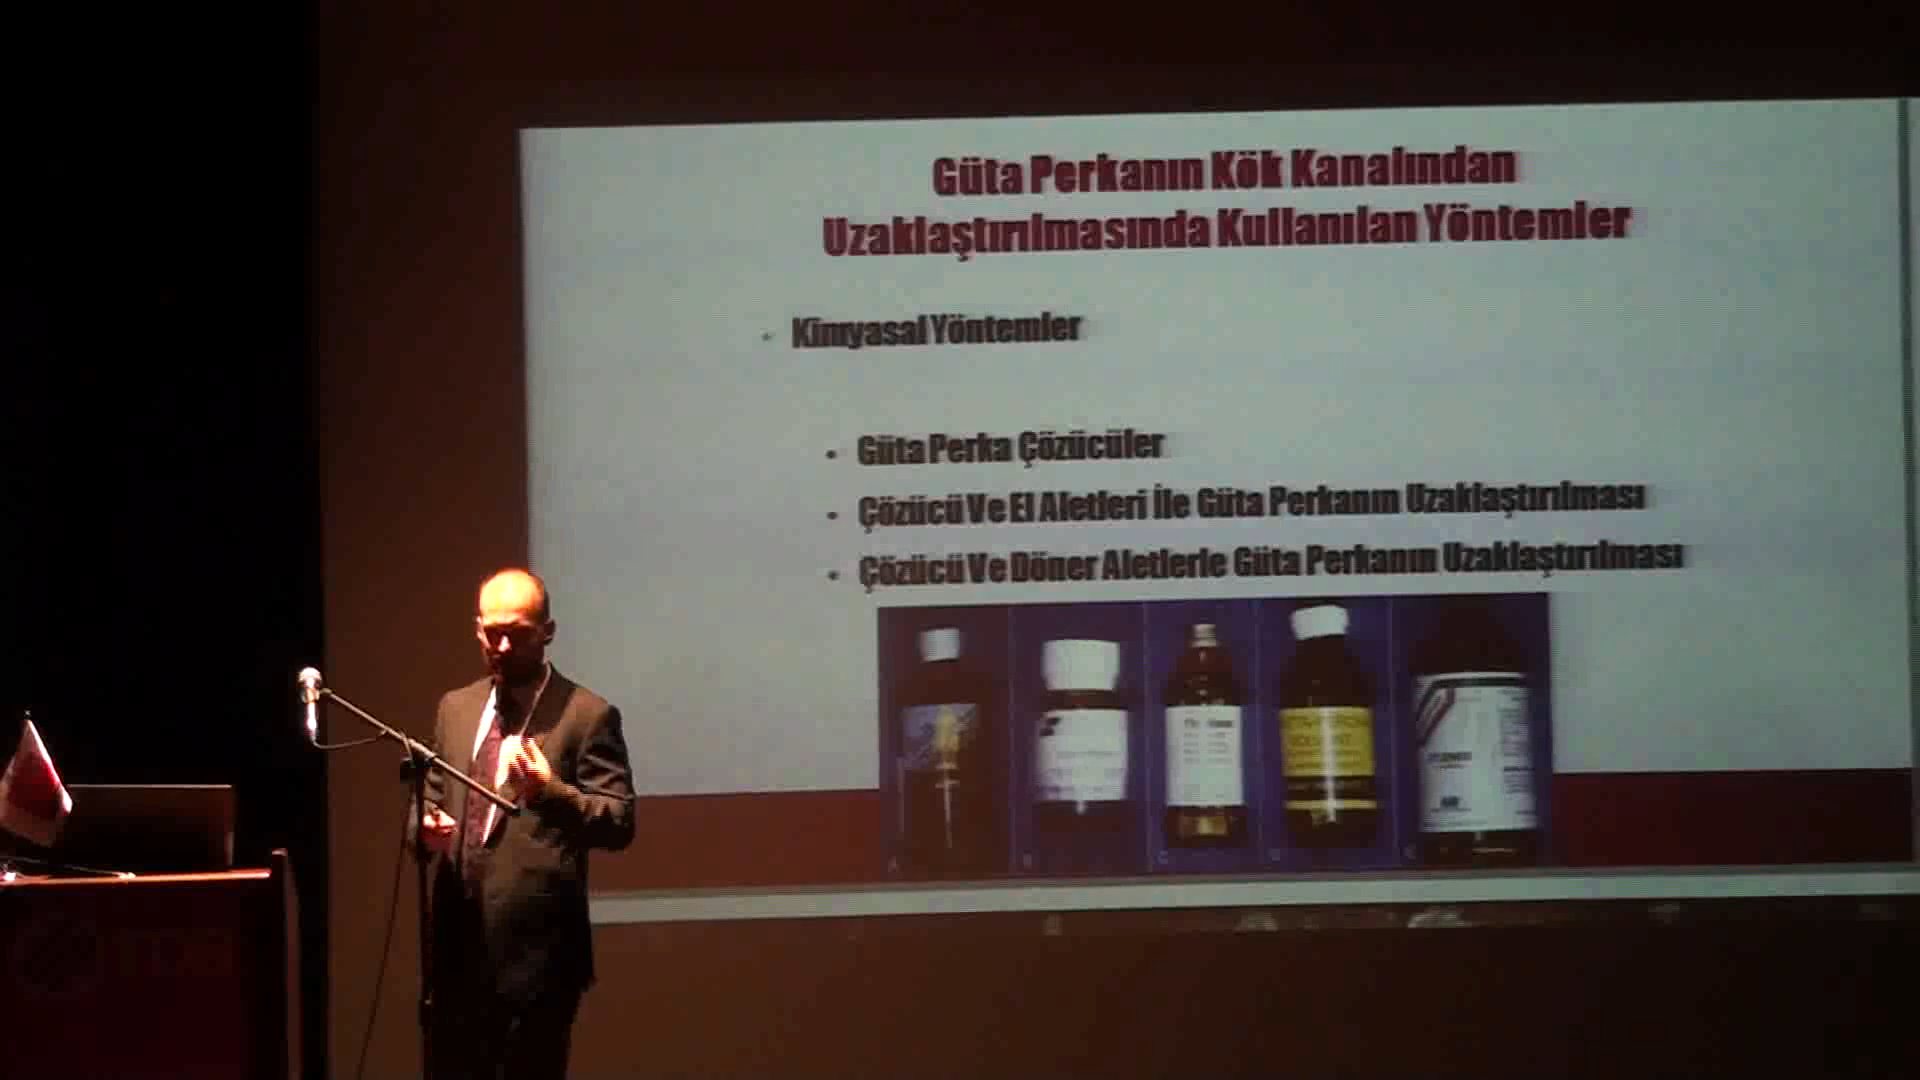 Güta Perkanın Kök Kanalından
Uzaklaştırılmasında Kullanılan Yöntemler
Kimyasal Yöntemler
Güta Perka Çözücüler
Çözücü Ve El Aletleri İle Güta Perkanın Uzaklaştırılması
Çözücü Ve Döner Aletlerle Güta Perkanın Uzaklaştırılması